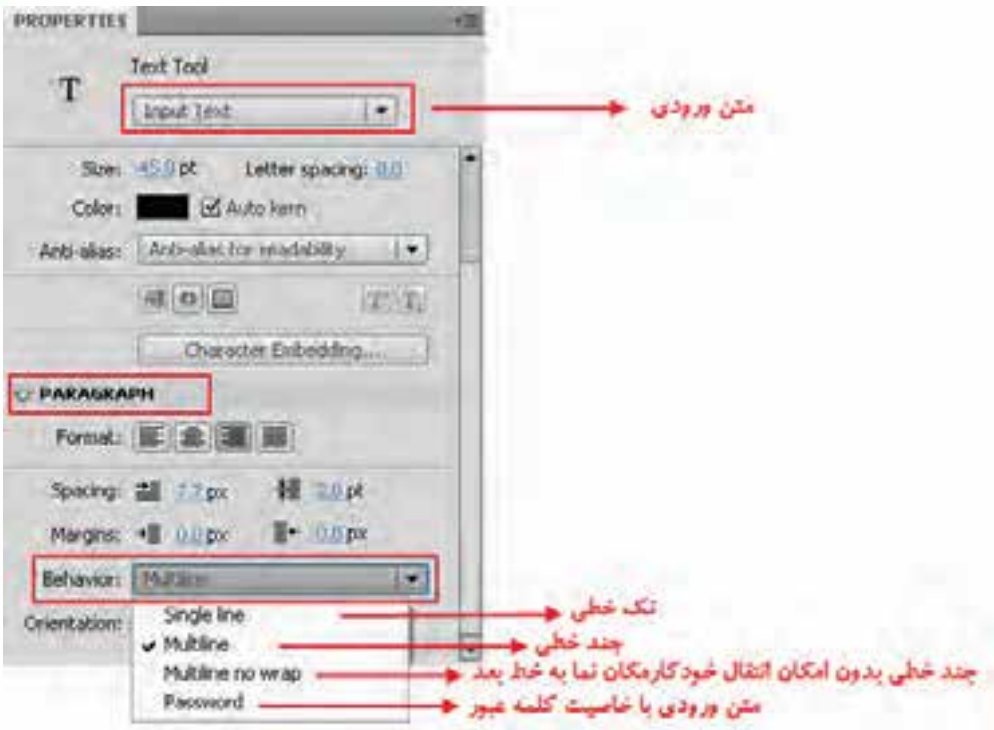 PROPERTIES
Text Tool
T
Input Text
متن ورودی
Size: 45.0 pt Letter spacing: 0.0
Color: Auto kern
Anti-alias: Anti-alias for readability
Character Embedding...
PARAGRAPH
Format:
Spacing: 7.7 px 2.0 pt
Margins: 0.0 px 0.0 px
Behavior: Multiline
Orientation:
Single line
تک خطی
Multiline
چند خطی
Multiline no wrap
چند خطی بدون امکان انتقال خودکارمکان نما به خط بعد
Password
متن ورودی با خاصیت کلمه عبور